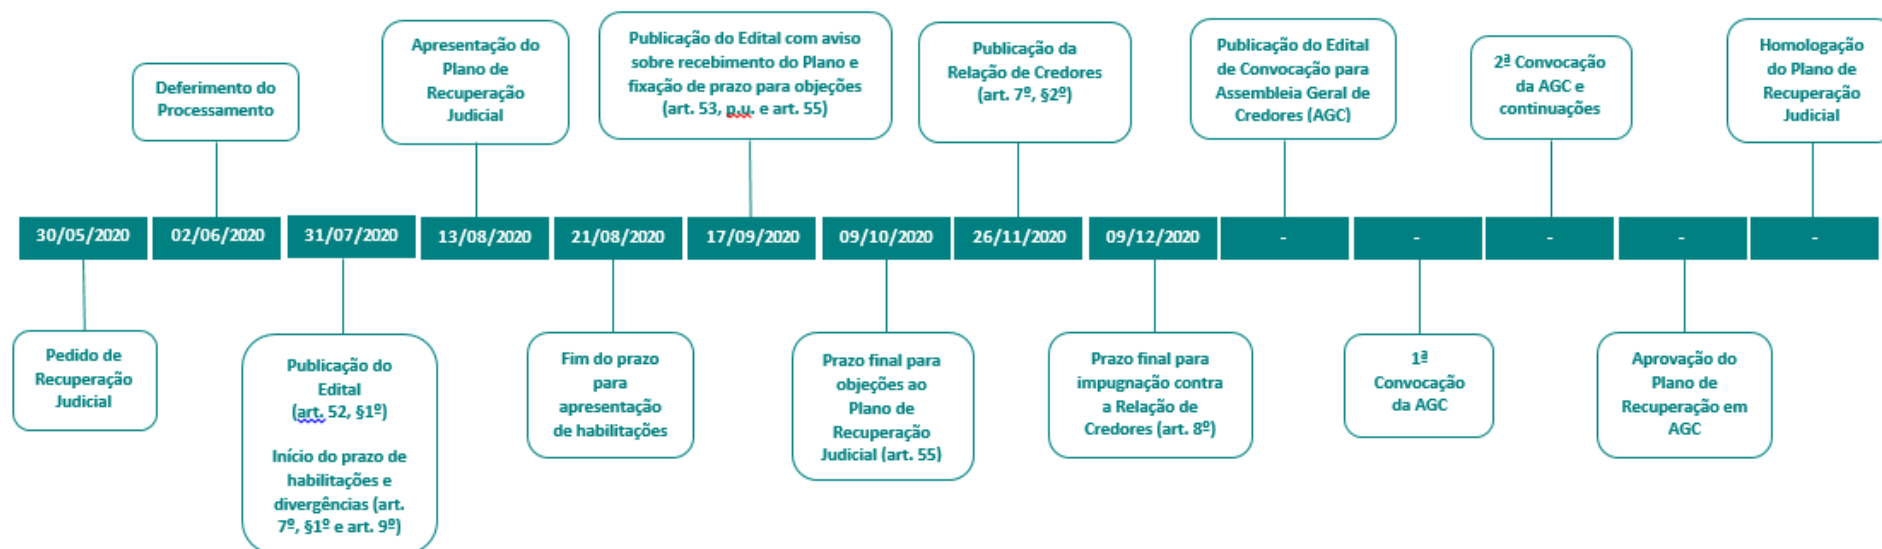 Deferimento do
Processamento
Apresentação do
Plano de
Recuperação
Judicial
Publicação do Edital com aviso
sobre recebimento do Plano e
fixação de prazo para objeções
(art. 53, p.u. e art. 55)
Publicação da
Relação de Credores
(art. 7º, §2º)
Publicação do Edital
de Convocação para
Assembleia Geral de
Credores (AGC)
2ª Convocação
da AGC e
continuações
Homologação
do Plano de
Recuperação
Judicial
30/05/2020
02/06/2020
31/07/2020
13/08/2020
21/08/2020
17/09/2020
09/10/2020
26/11/2020
09/12/2020
-
-
-
-
-
Pedido de
Recuperação
Judicial
Publicação do
Edital
(art. 52, §1º)
Início do prazo de
habilitações e
divergências (art.
7º, §1º e art. 9º)
Fim do prazo
para
apresentação
de habilitações
Prazo final para
objeções ao
Plano de
Recuperação
Judicial (art. 55)
Prazo final para
impugnação contra
a Relação de
Credores (art. 8º)
1ª
Convocação
da AGC
Aprovação do
Plano de
Recuperação em
AGC